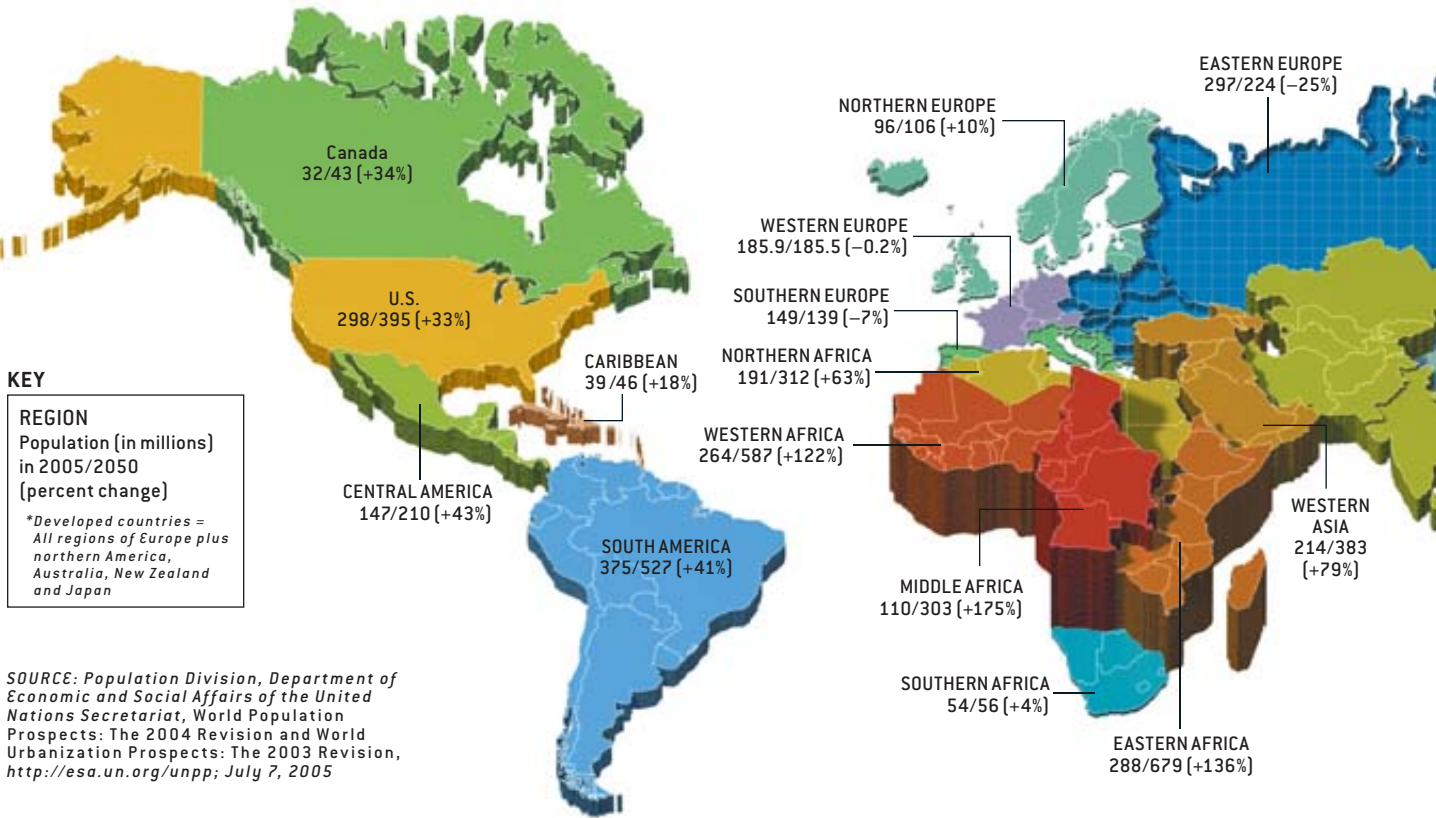 Canada
32/43 (+34%)
U.S.
298/395 (+33%)
CARIBBEAN
39/46 (+18%)
CENTRAL AMERICA
147/210 (+43%)
SOUTH AMERICA
375/527 (+41%)
KEY
REGION
Population (in millions)
in 2005/2050
(percent change)
*Developed countries =
All regions of Europe plus
northern America,
Australia, New Zealand
and Japan
SOURCE: Population Division, Department of
Economic and Social Affairs of the United
Nations Secretariat, World Population
Prospects: The 2004 Revision and World
Urbanization Prospects: The 2003 Revision,
http://esa.un.org/unpp; July 7, 2005
EASTERN EUROPE
297/224 (–25%)
NORTHERN EUROPE
96/106 (+10%)
WESTERN EUROPE
185.9/185.5 (–0.2%)
SOUTHERN EUROPE
149/139 (–7%)
NORTHERN AFRICA
191/312 (+63%)
WESTERN AFRICA
264/587 (+122%)
MIDDLE AFRICA
110/303 (+175%)
SOUTHERN AFRICA
54/56 (+4%)
EASTERN AFRICA
288/679 (+136%)
WESTERN
ASIA
214/383
(+79%)